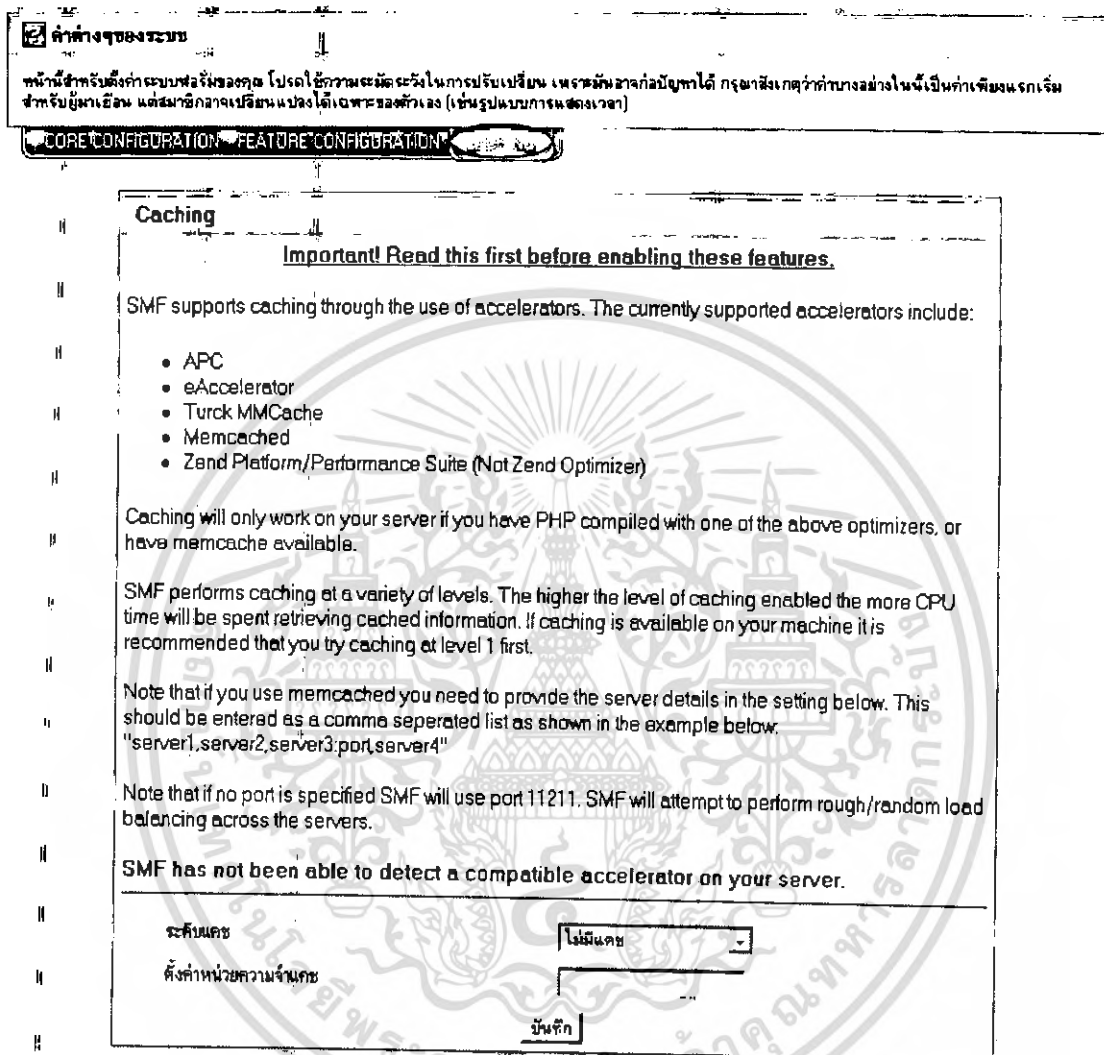 ค่าต่างๆของระบบ
หน้านี้สำหรับตั้งค่าระบบฟอรั่มของคุณ โปรดใช้ความระมัดระวังในการปรับเปลี่ยน เพราะมันอาจก่อปัญหาได้ กรุณาสังเกตุว่าค่าบางอย่างในนี้เป็นค่าเพียงแรกเริ่ม
สำหรับผู้มาเยือน แต่สมาชิกอาจเปลี่ยนแปลงได้เฉพาะของตัวเอง (เช่นรูปแบบการแสดงเวลา)
CORE CONFIGURATION FEATURE CONFIGURATION
Caching
Important! Read this first before enabling these features.
SMF supports caching through the use of accelerators. The currently supported accelerators include:
• APC
• eAccelerator
• Turck MMCache
• Memcached
• Zend Platform/Performance Suite (Not Zend Optimizer)
Caching will only work on your server if you have PHP compiled with one of the above optimizers, or
have memcache available.
SMF performs caching at a variety of levels. The higher the level of caching enabled the more CPU
time will be spent retrieving cached information. If caching is available on your machine it is
recommended that you try caching at level 1 first.
Note that if you use memcached you need to provide the server details in the setting below. This
should be entered as a comma seperated list as shown in the example below:
"server1,server2,server3:port,server4"
Note that if no port is specified SMF will use port 11211. SMF will attempt to perform rough/random load
balancing across the servers.
SMF has not been able to detect a compatible accelerator on your server.
ระดับแคช ไม่มีแคช
ตั้งค่าหน่วยความจำแคช
บันทึก